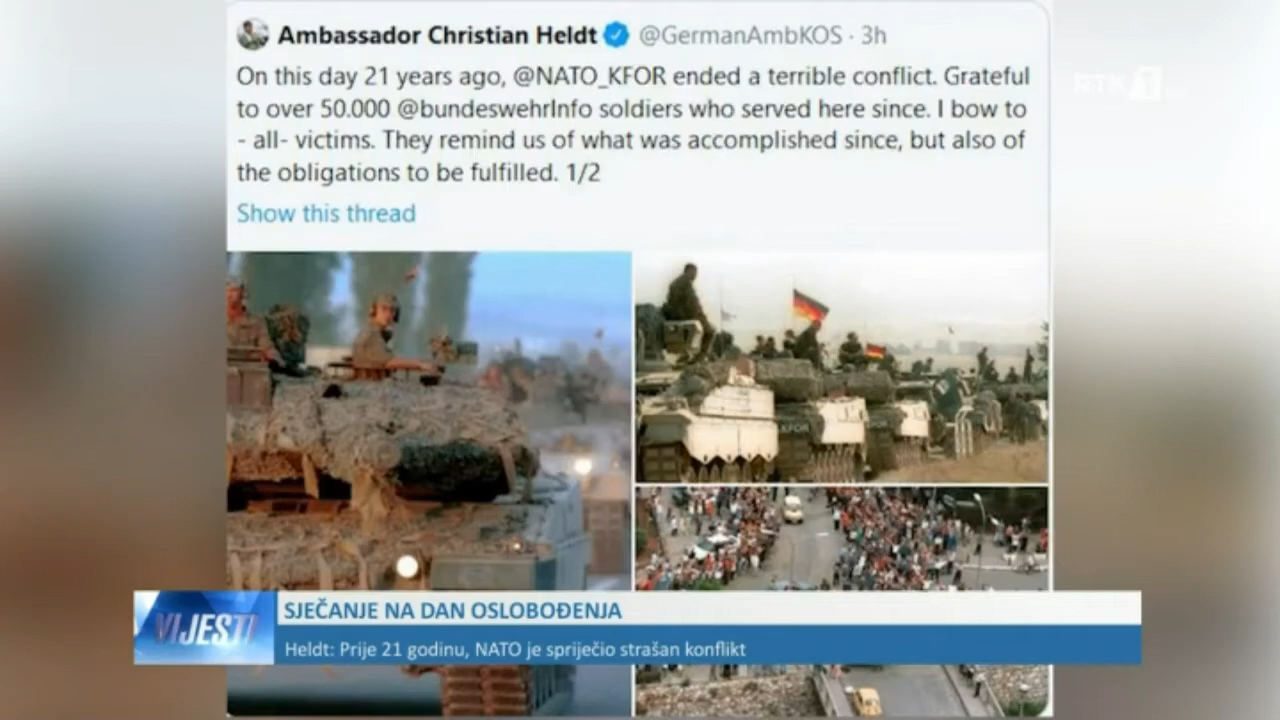 Ambassador Christian Heldt @GermanAmbKOS · 3h
On this day 21 years ago, @NATO_KFOR ended a terrible conflict. Grateful
to over 50.000 @bundeswehrInfo soldiers who served here since. I bow to
- all- victims. They remind us of what was accomplished since, but also of
the obligations to be fulfilled. 1/2
Show this thread
RTK 1
KFOR
KFOR
VIJESTI
SJEČANJE NA DAN OSLOBOĐENJA
Heldt: Prije 21 godinu, NATO je spriječio strašan konflikt